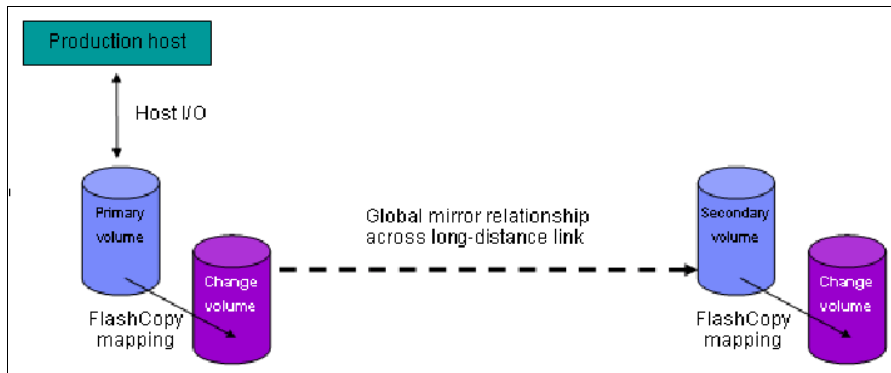 Production host
Host I/O
Primary
volume
Change
volume
FlashCopy
mapping
Global mirror relationship
across long-distance link
Secondary
volume
Change
volume
FlashCopy
mapping